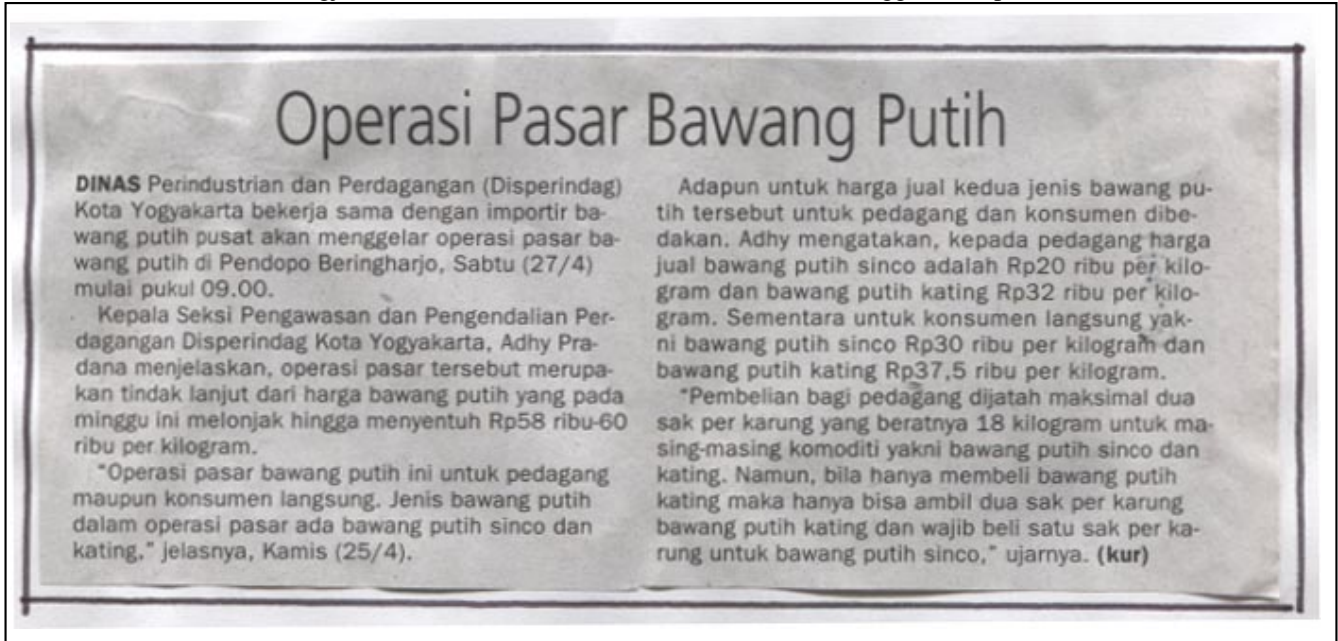 Operasi Pasar Bawang Putih
DINAS Perindustrian dan Perdagangan (Disperindag)
Kota Yogyakarta bekerja sama dengan importir ba-
wang putih pusat akan menggelar operasi pasar ba-
wang putih di Pendopo Beringharjo, Sabtu (27/4)
mulai pukul 09.00.
Kepala Seksi Pengawasan dan Pengendalian Per-
dagangan Disperindag Kota Yogyakarta, Adhy Pra-
dana menjelaskan, operasi pasar tersebut merupa-
kan tindak lanjut dari harga bawang putih yang pada
minggu ini melonjak hingga menyentuh Rp58 ribu-60
ribu per kilogram.
"Operasi pasar bawang putih ini untuk pedagang
maupun konsumen langsung. Jenis bawang putih
dalam operasi pasar ada bawang putih sinco dan
kating," jelasnya, Kamis (25/4).
Adapun untuk harga jual kedua jenis bawang pu-
tih tersebut untuk pedagang dan konsumen dibe-
dakan. Adhy mengatakan, kepada pedagang harga
jual bawang putih sinco adalah Rp20 ribu per kilo-
gram dan bawang putih kating Rp32 ribu per kilo-
gram. Sementara untuk konsumen langsung yak-
ni bawang putih sinco Rp30 ribu per kilogram dan
bawang putih kating Rp37,5 ribu per kilogram.
"Pembelian bagi pedagang dijatah maksimal dua
sak per karung yang beratnya 18 kilogram untuk ma-
sing-masing komoditi yakni bawang putih sinco dan
kating. Namun, bila hanya membeli bawang putih
kating maka hanya bisa ambil dua sak per karung
bawang putih kating dan wajib beli satu sak per ka-
rung untuk bawang putih sinco," ujarnya. (kur)